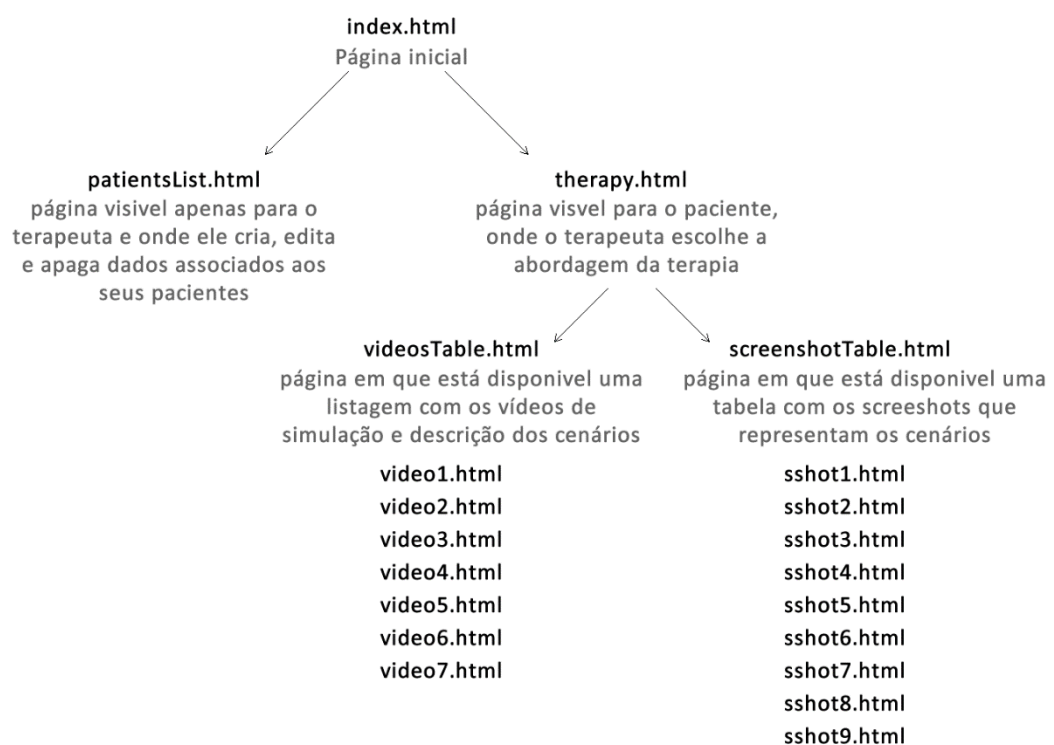 index.html
Página inicial
patientsList.html
página visivel apenas para o
terapeuta e onde ele cria, edita
e apaga dados associados aos
seus pacientes
therapy.html
página visvel para o paciente,
onde o terapeuta escolhe a
abordagem da terapia
videosTable.html
página em que está disponivel uma
listagem com os vídeos de
simulação e descrição dos cenários
video1.html
video2.html
video3.html
video4.html
video5.html
video6.html
video7.html
screenshotTable.html
página em que está disponivel uma
tabela com os screeshots que
representam os cenários
sshot1.html
sshot2.html
sshot3.html
sshot4.html
sshot5.html
sshot6.html
sshot7.html
sshot8.html
sshot9.html